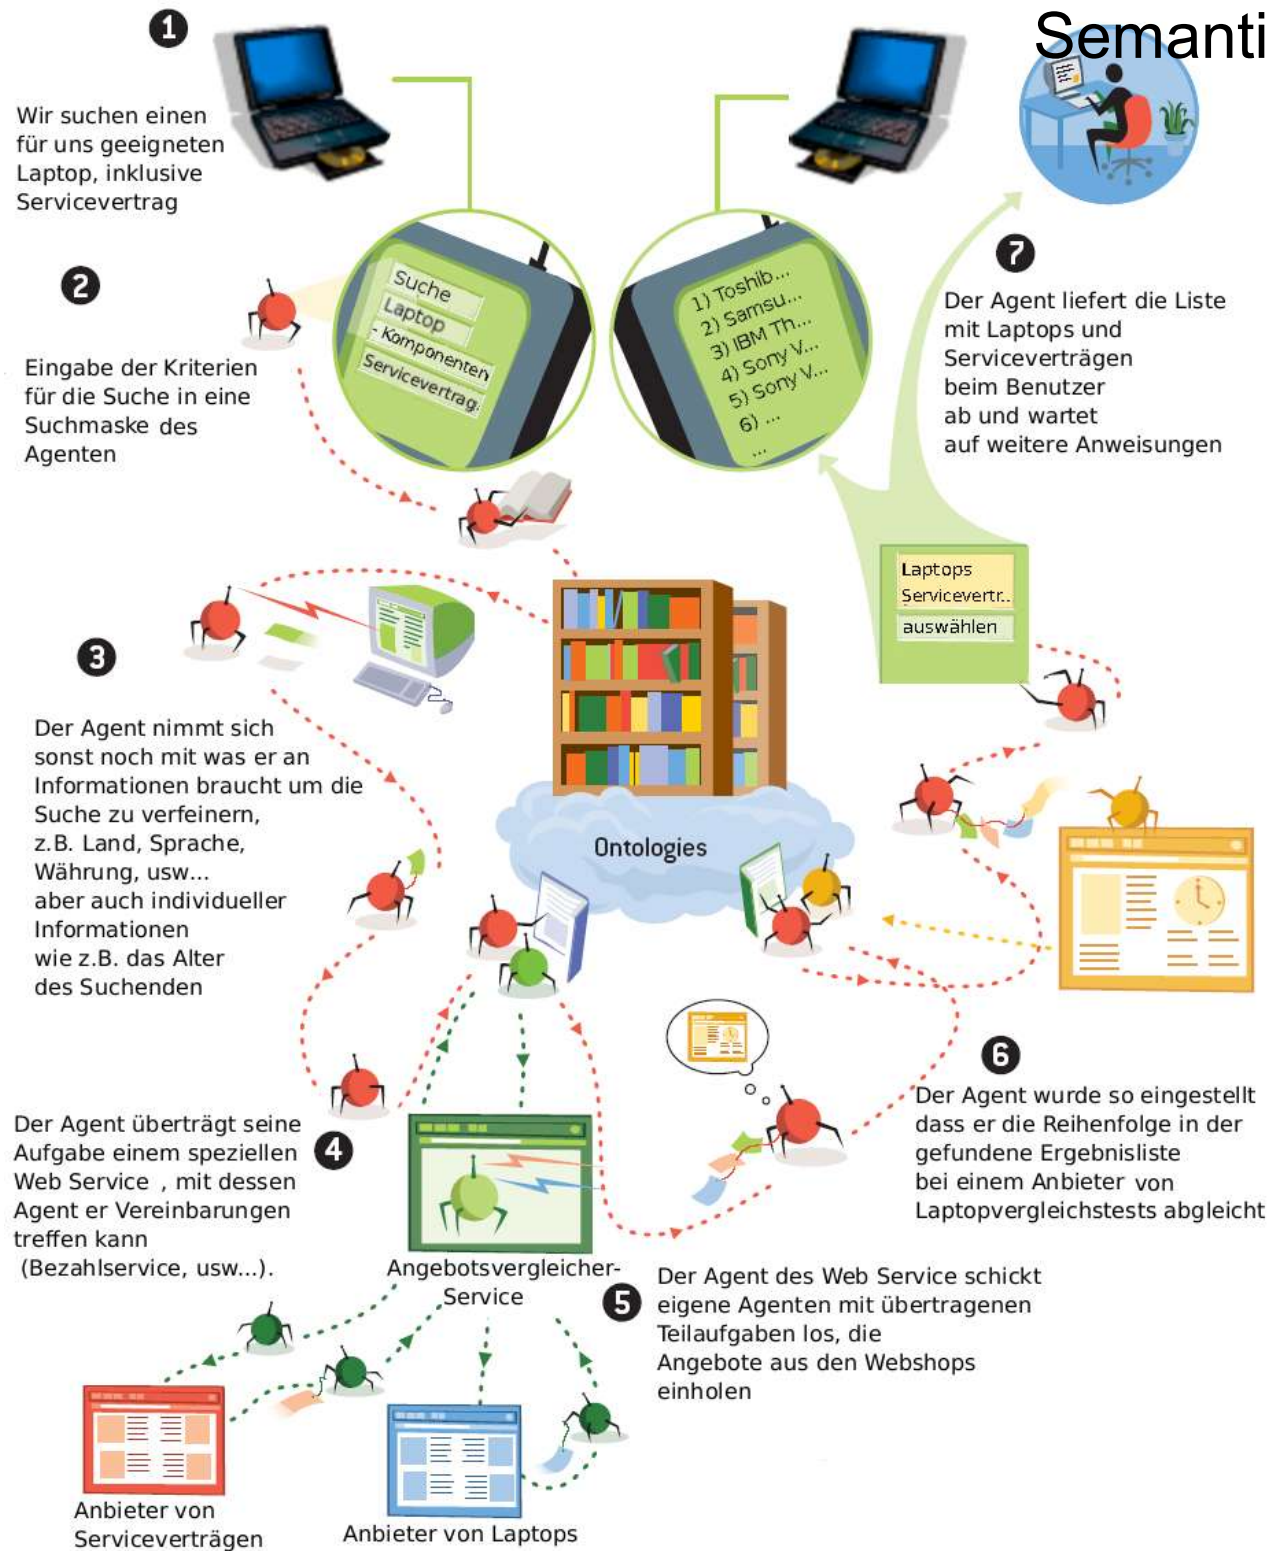 Semanti
1
Wir suchen einen
für uns geeigneten
Laptop, inklusive
Servicevertrag
2
Eingabe der Kriterien
für die Suche in eine
Suchmaske des
Agenten
Suche
Laptop
- Komponenten
Servicevertrag
1) Toshib...
2) Samsu...
3) IBM Th...
4) Sony V...
5) Sony V...
6) ...
...
7
Der Agent liefert die Liste
mit Laptops und
Serviceverträgen
beim Benutzer
ab und wartet
auf weitere Anweisungen
Laptops
Servicevertr..
auswählen
3
Der Agent nimmt sich
sonst noch mit was er an
Informationen braucht um die
Suche zu verfeinern,
z.B. Land, Sprache,
Währung, usw...
aber auch individueller
Informationen
wie z.B. das Alter
des Suchenden
Ontologies
4
Der Agent überträgt seine
Aufgabe einem speziellen
Web Service , mit dessen
Agent er Vereinbarungen
treffen kann
(Bezahlservice, usw...).
Angebotsvergleicher-
Service
5
Der Agent des Web Service schickt
eigene Agenten mit übertragenen
Teilaufgaben los, die
Angebote aus den Webshops
einholen
6
Der Agent wurde so eingestellt
dass er die Reihenfolge in der
gefundene Ergebnisliste
bei einem Anbieter von
Laptopvergleichstests abgleicht
Anbieter von
Serviceverträgen
Anbieter von Laptops